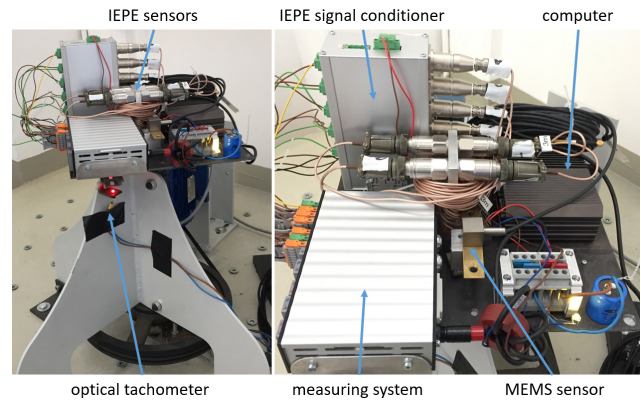 IEPE sensors
IEPE signal conditioner
computer
optical tachometer
measuring system
MEMS sensor